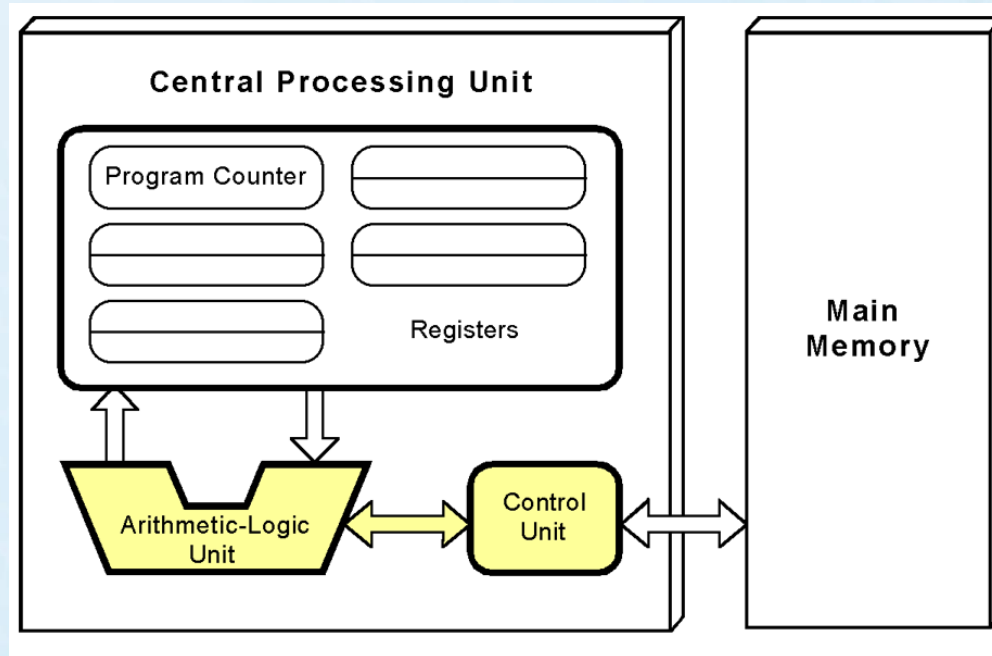 Central Processing Unit
Program Counter
Registers
Main
Memory
Arithmetic-Logic
Unit
Control
Unit